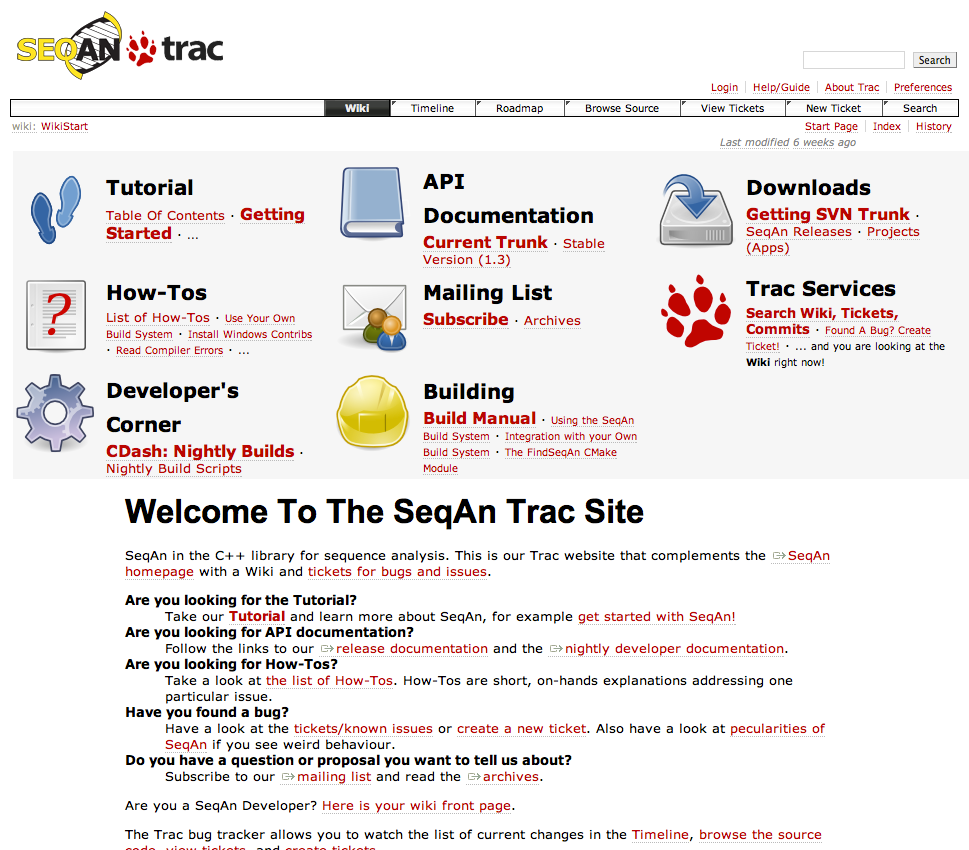 SEQAN trac
Search
Login Help/Guide About Trac Preferences
Wiki Timeline Roadmap Browse Source View Tickets New Ticket Search
wiki: WikiStart
Start Page Index History
Last modified 6 weeks ago
Tutorial
Table Of Contents · Getting
Started · ...
API
Documentation
Current Trunk · Stable
Version (1.3)
Downloads
Getting SVN Trunk ·
SeqAn Releases · Projects
(Apps)
?
How-Tos
List of How-Tos · Use Your Own
Build System · Install Windows Contribs
· Read Compiler Errors · ...
Mailing List
Subscribe · Archives
Trac Services
Search Wiki, Tickets,
Commits · Found A Bug? Create
Ticket! · ... and you are looking at the
Wiki right now!
Developer's
Corner
CDash: Nightly Builds ·
Nightly Build Scripts
Building
Build Manual · Using the SeqAn
Build System · Integration with your Own
Build System · The FindSeqAn CMake
Module
Welcome To The SeqAn Trac Site
SeqAn in the C++ library for sequence analysis. This is our Trac website that complements the SeqAn
homepage with a Wiki and tickets for bugs and issues.
Are you looking for the Tutorial?
Take our Tutorial and learn more about SeqAn, for example get started with SeqAn!
Are you looking for API documentation?
Follow the links to our release documentation and the nightly developer documentation.
Are you looking for How-Tos?
Take a look at the list of How-Tos. How-Tos are short, on-hands explanations addressing one
particular issue.
Have you found a bug?
Have a look at the tickets/known issues or create a new ticket. Also have a look at pecularities of
SeqAn if you see weird behaviour.
Do you have a question or proposal you want to tell us about?
Subscribe to our mailing list and read the archives.
Are you a SeqAn Developer? Here is your wiki front page.
The Trac bug tracker allows you to watch the list of current changes in the Timeline, browse the source
code, view tickets, and create tickets.